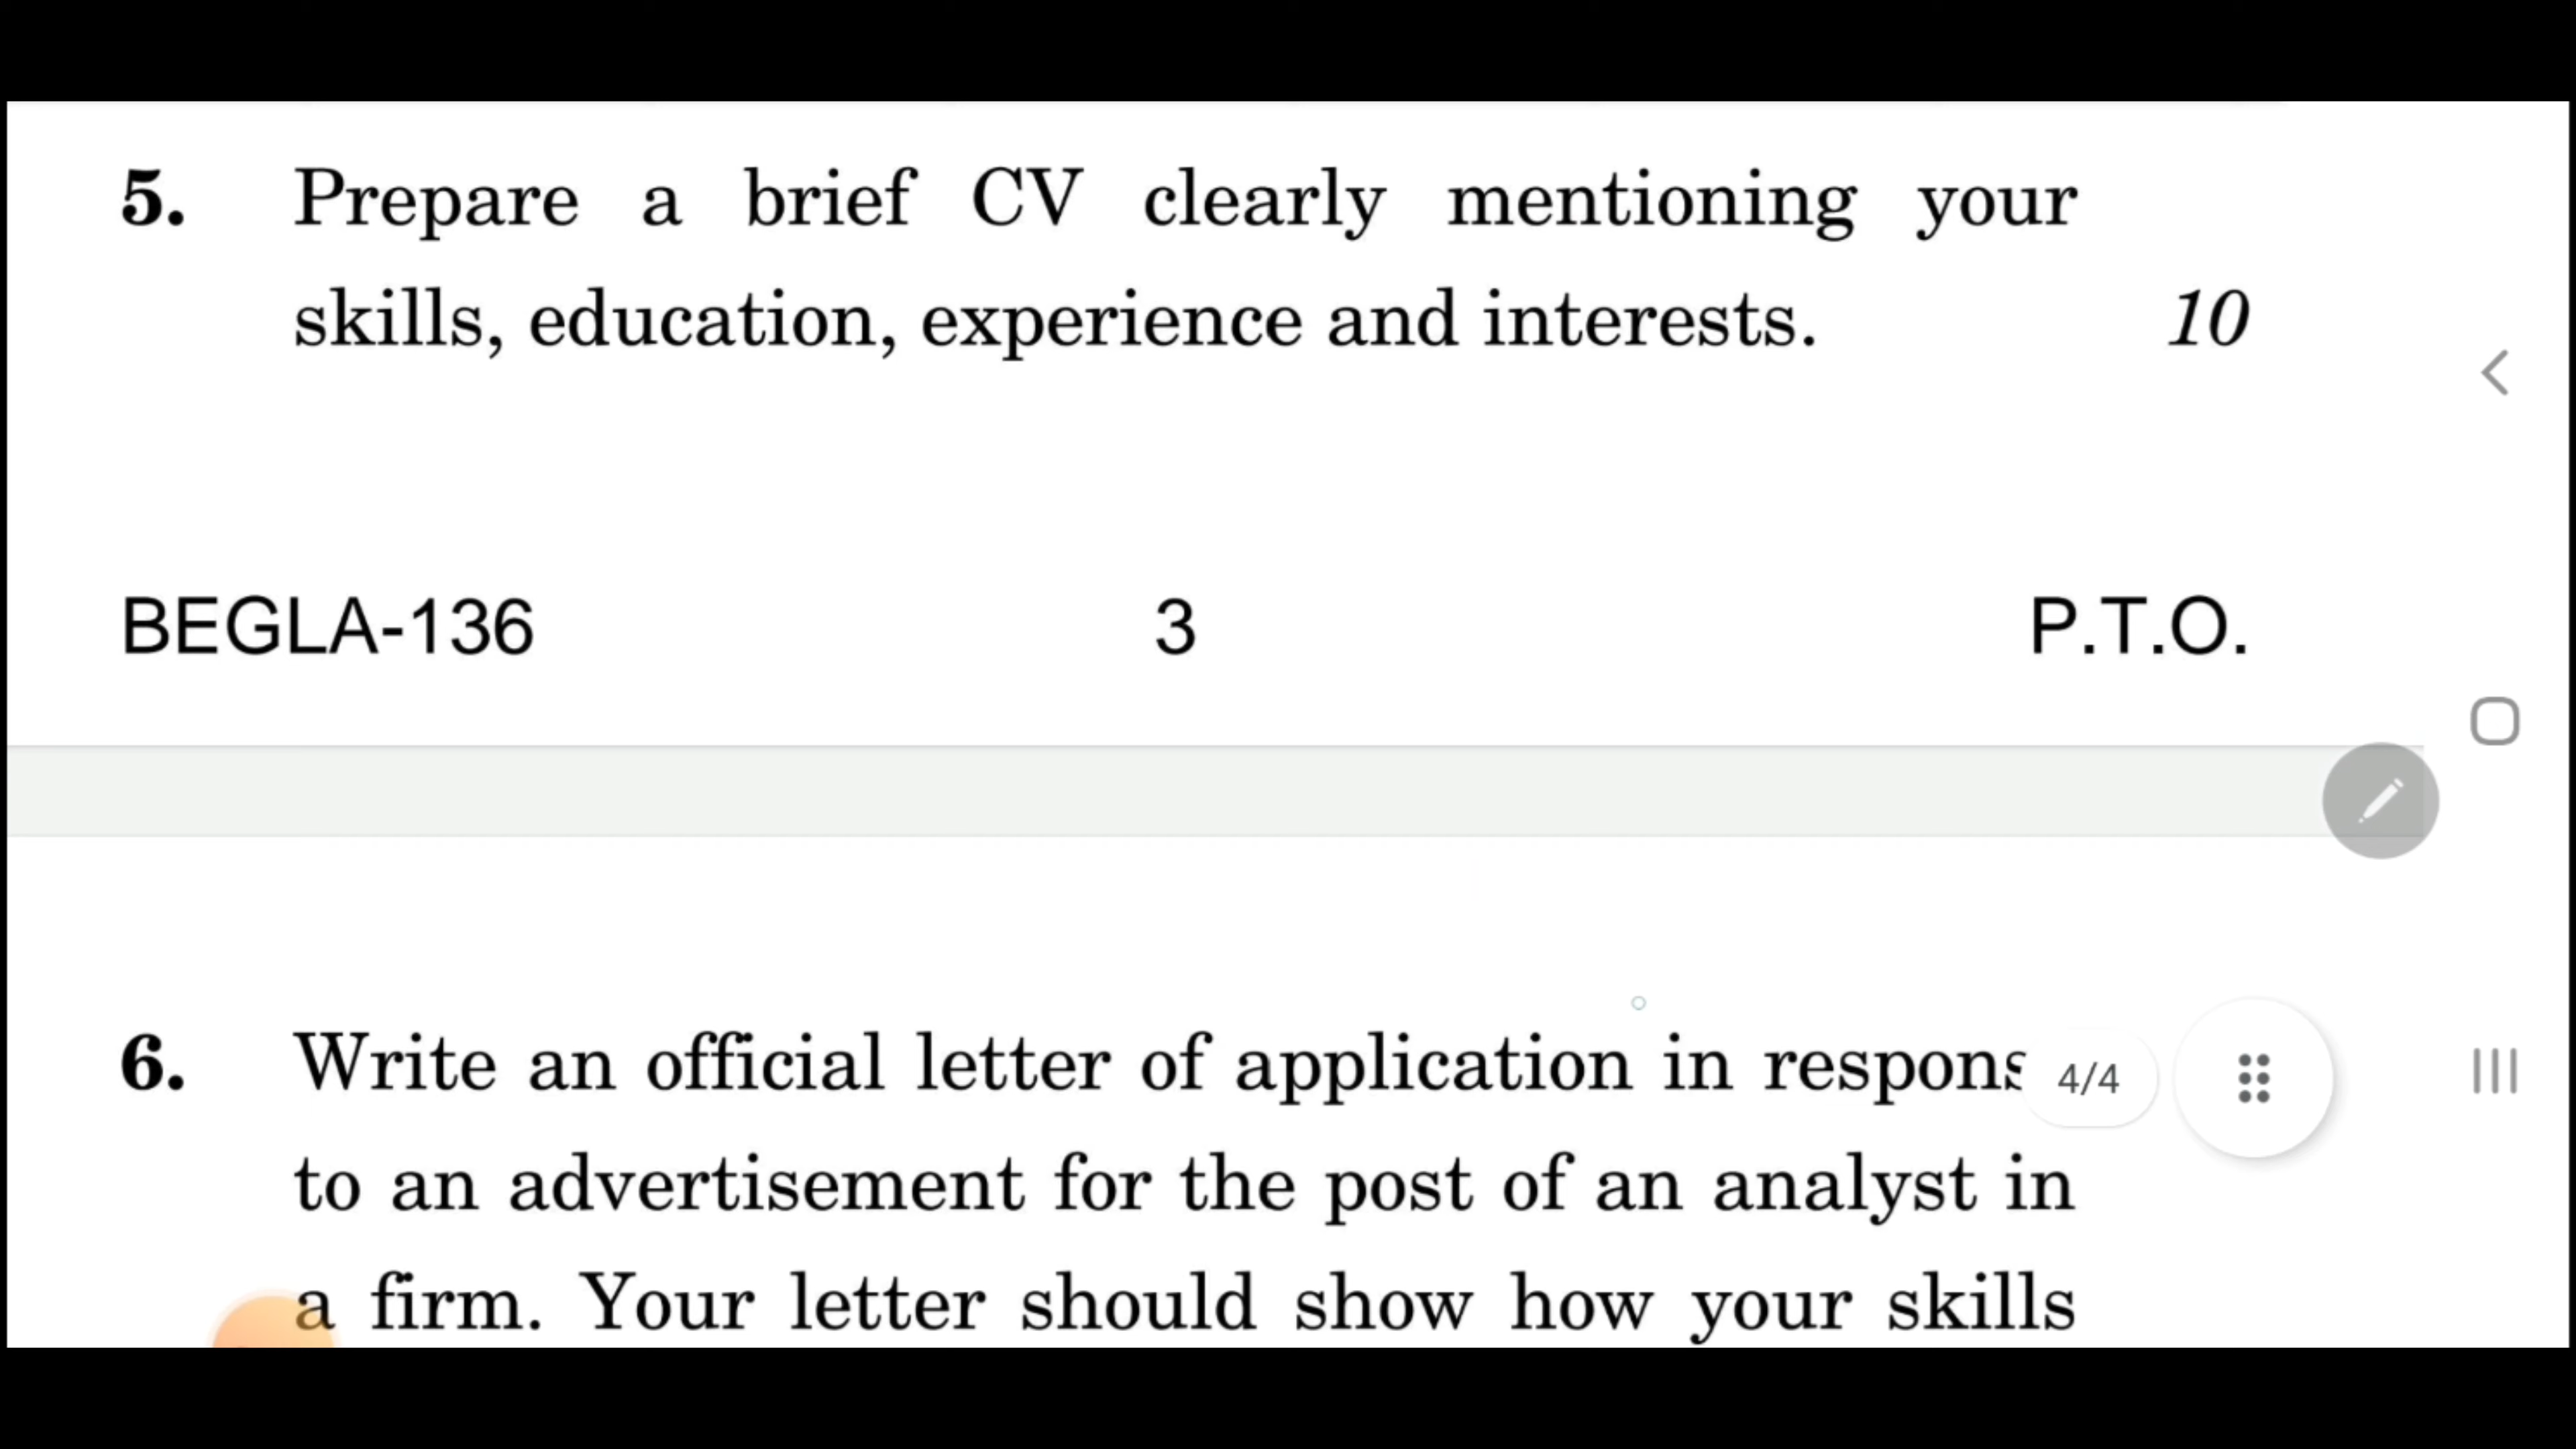 5. Prepare a brief CV clearly mentioning your
skills, education, experience and interests. 10
BEGLA-136 3 P.T.O.
6. Write an official letter of application in respons
4/4
to an advertisement for the post of an analyst in
a firm. Your letter should show how your skills